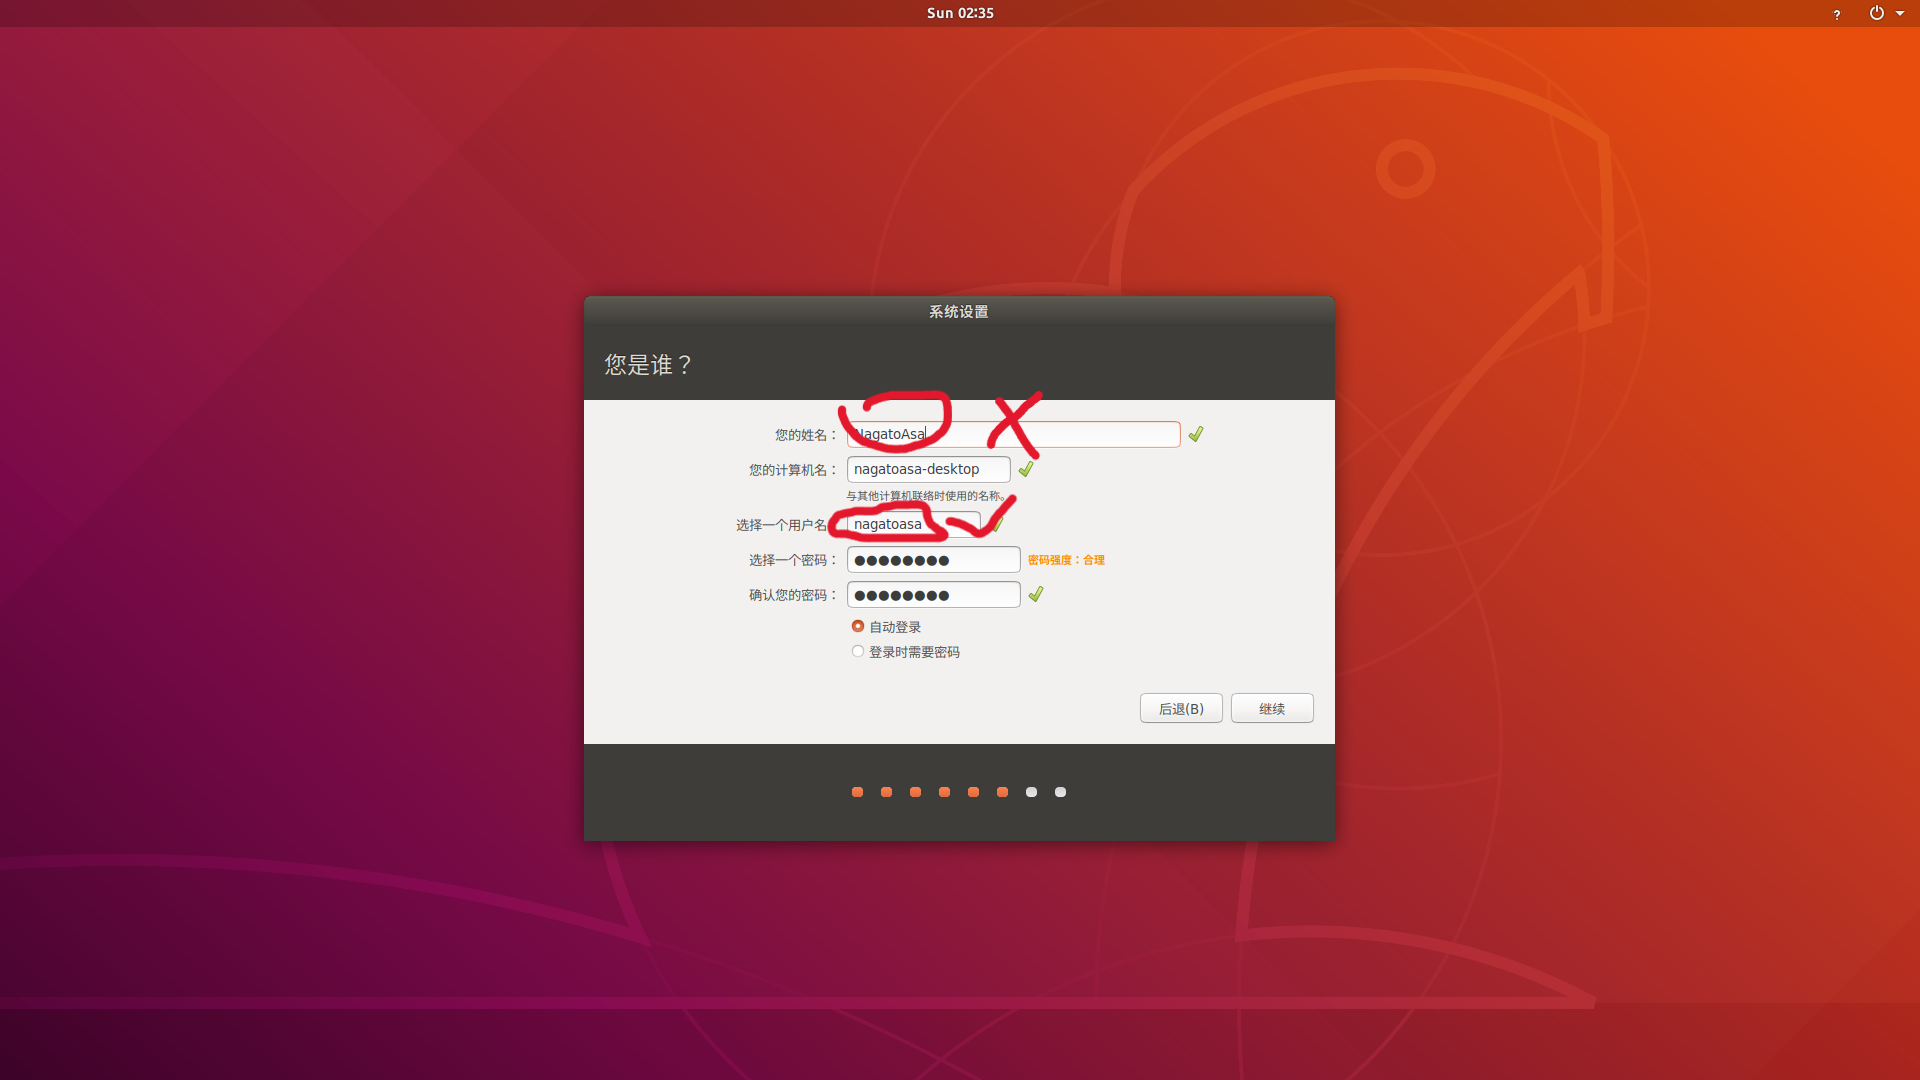 Sun 02:35
?
系统设置
您是谁？
您的姓名： NagatoAsa
您的计算机名： nagatoasa-desktop
与其他计算机联络时使用的名称。
选择一个用户名 nagatoasa
选择一个密码： ●●●●●●●● 密码强度：合理
确认您的密码： ●●●●●●●●
自动登录
登录时需要密码
后退(B) 继续